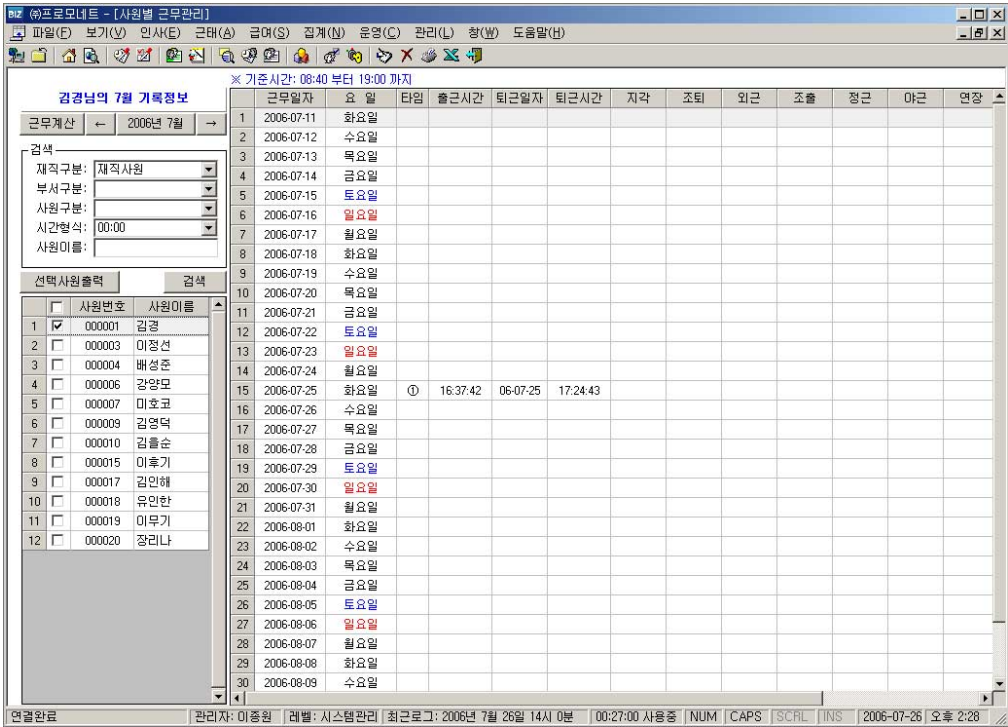 BIZ ㈜프로모네트 - [사원별 근무관리]
파일(F) 보기(V) 인사(E) 근태(A) 급여(S) 집계(N) 운영(C) 관리(L) 창(W) 도움말(H)
※ 기준시간: 08:40 부터 19:00 까지
김경님의 7월 기록정보
근무계산 ← 2006년 7월 →
검색
재직구분: 재직사원
부서구분:
사원구분:
시간형식: 00:00
사원이름:
선택사원출력 검색
사원번호 사원이름
1 000001 김경
2 000003 이정선
3 000004 배성준
4 000006 강양모
5 000007 미호코
6 000009 김영덕
7 000010 김을순
8 000015 이후기
9 000017 김인해
10 000018 유인한
11 000019 이무기
12 000020 장리나
근무일자 요 일 타임 출근시간 퇴근일자 퇴근시간 지각 조퇴 외근 조출 정근 야근 연장
1 2006-07-11 화요일
2 2006-07-12 수요일
3 2006-07-13 목요일
4 2006-07-14 금요일
5 2006-07-15 토요일
6 2006-07-16 일요일
7 2006-07-17 월요일
8 2006-07-18 화요일
9 2006-07-19 수요일
10 2006-07-20 목요일
11 2006-07-21 금요일
12 2006-07-22 토요일
13 2006-07-23 일요일
14 2006-07-24 월요일
15 2006-07-25 화요일 ① 16:37:42 06-07-25 17:24:43
16 2006-07-26 수요일
17 2006-07-27 목요일
18 2006-07-28 금요일
19 2006-07-29 토요일
20 2006-07-30 일요일
21 2006-07-31 월요일
22 2006-08-01 화요일
23 2006-08-02 수요일
24 2006-08-03 목요일
25 2006-08-04 금요일
26 2006-08-05 토요일
27 2006-08-06 일요일
28 2006-08-07 월요일
29 2006-08-08 화요일
30 2006-08-09 수요일
연결완료 관리자: 이종원 레벨: 시스템관리 최근로그: 2006년 7월 26일 14시 0분 00:27:00 사용중 NUM CAPS SCRL INS 2006-07-26 오후 2:28